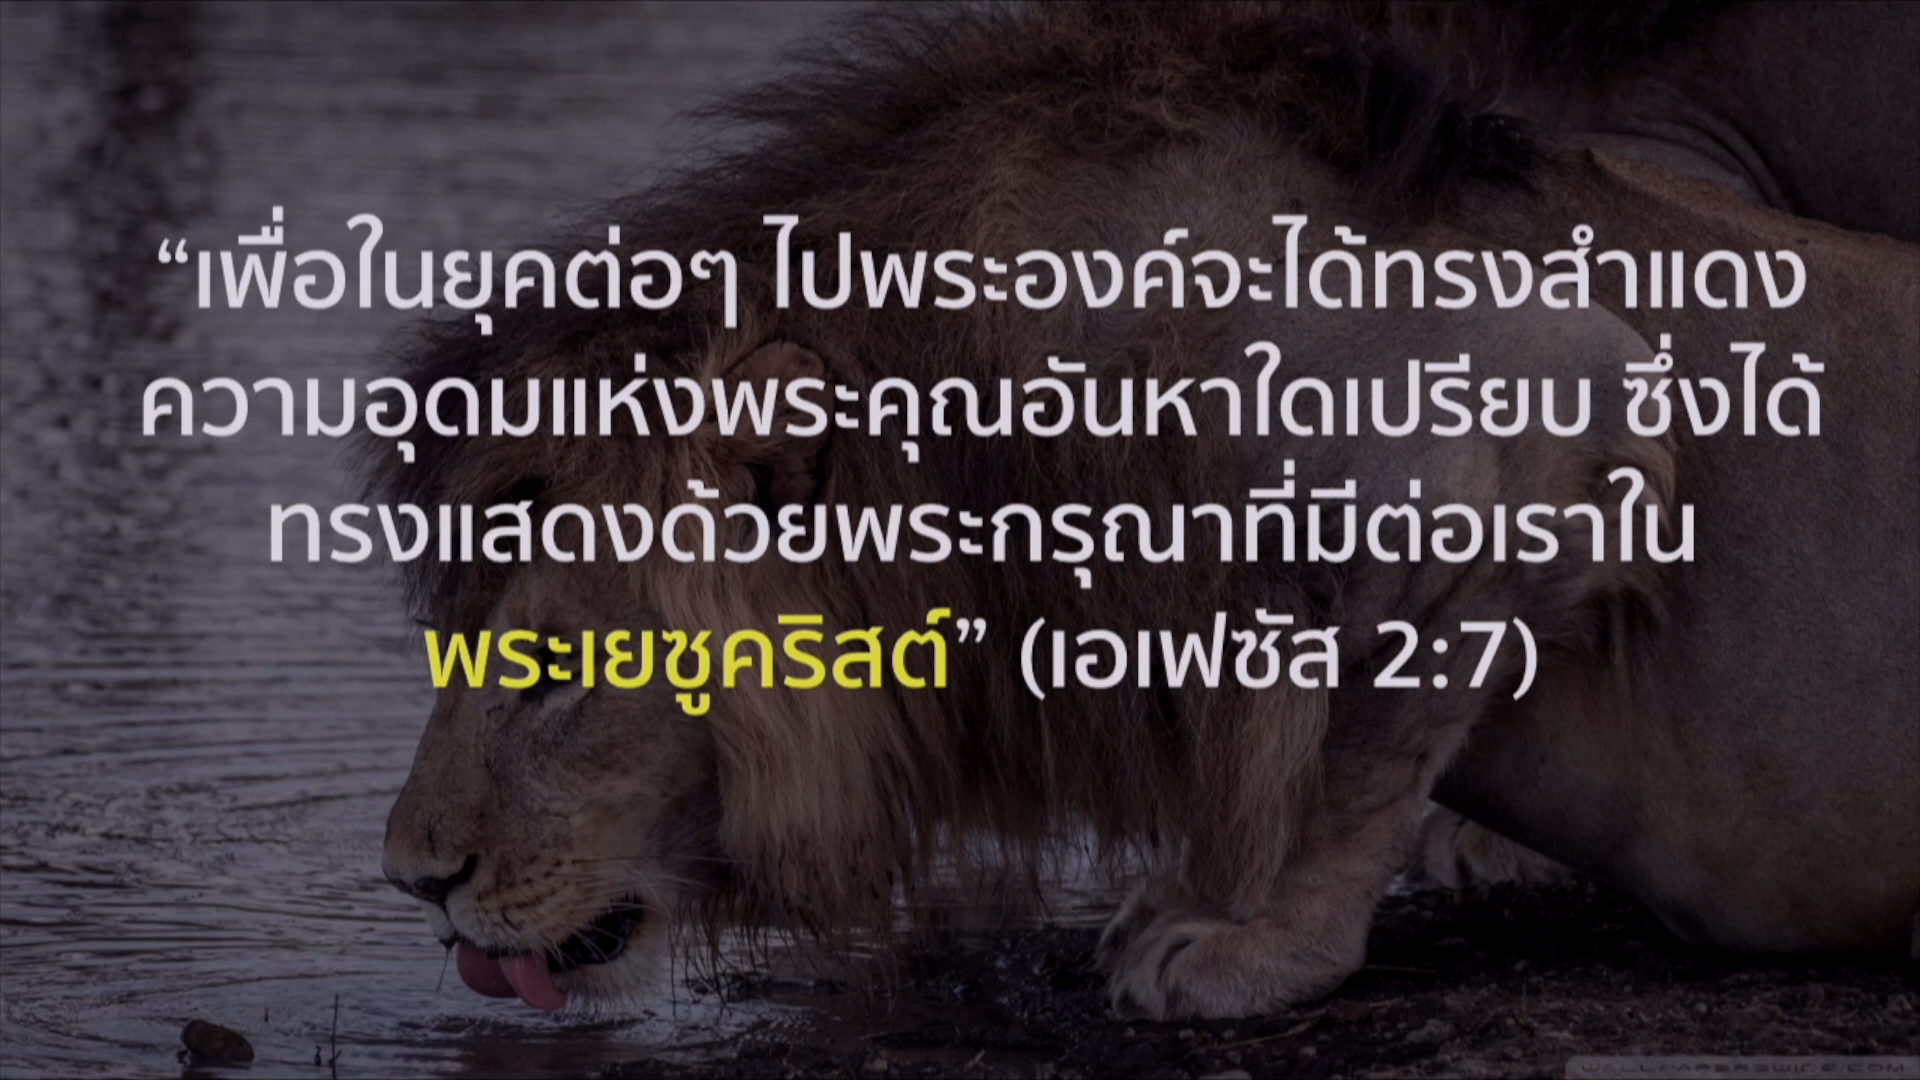 “เพื่อในยุคต่อๆ ไปพระองค์จะได้ทรงสำแดง
ความอุดมแห่งพระคุณอันหาใดเปรียบ ซึ่งได้
ทรงแสดงด้วยพระกรุณาที่มีต่อเราใน
พระเยซูคริสต์” (เอเฟซัส 2:7)
WALLPAPERSWIDE.COM